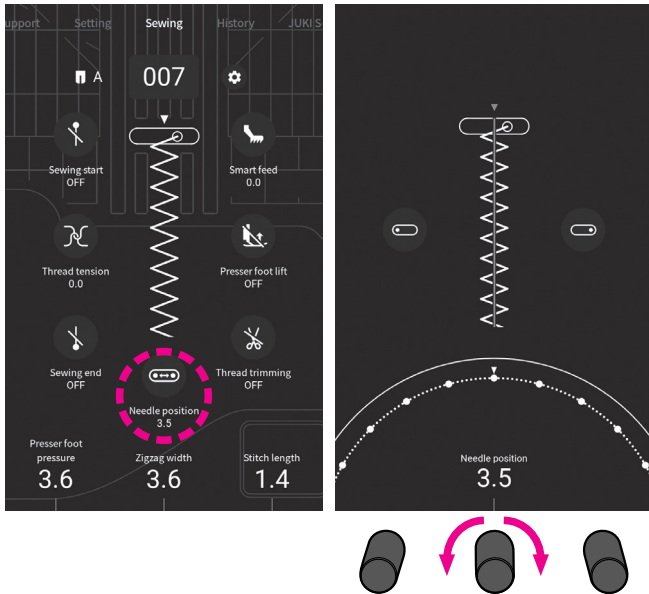 upport Setting Sewing History JUKI S
A 007
Sewing start
OFF
Smart feed
0.0
Thread tension
0.0
Presser foot lift
OFF
Sewing end
OFF
Thread trimming
OFF
Needle position
3.5
Presser foot
pressure
3.6
Zigzag width
3.6
Stitch length
1.4
Needle position
3.5